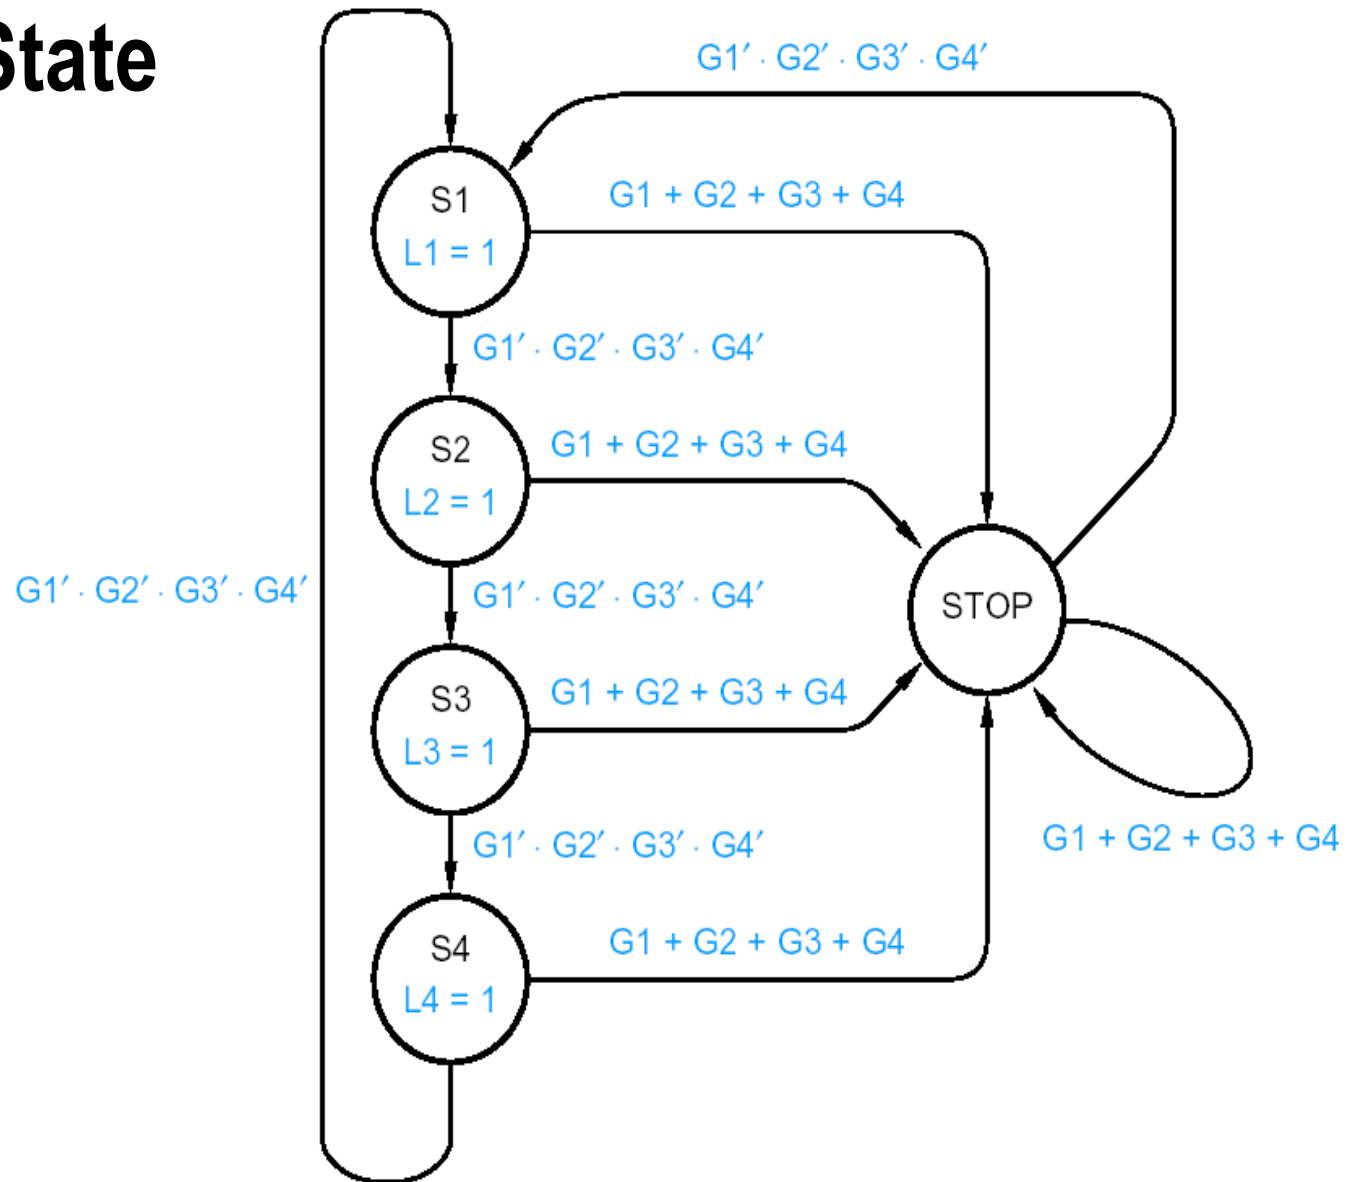 State
G1′ · G2′ · G3′ · G4′
G1 + G2 + G3 + G4
S1
L1 = 1
G1′ · G2′ · G3′ · G4′
G1 + G2 + G3 + G4
S2
L2 = 1
G1′ · G2′ · G3′ · G4′
G1′ · G2′ · G3′ · G4′
STOP
G1 + G2 + G3 + G4
S3
L3 = 1
G1′ · G2′ · G3′ · G4′
G1 + G2 + G3 + G4
G1 + G2 + G3 + G4
S4
L4 = 1